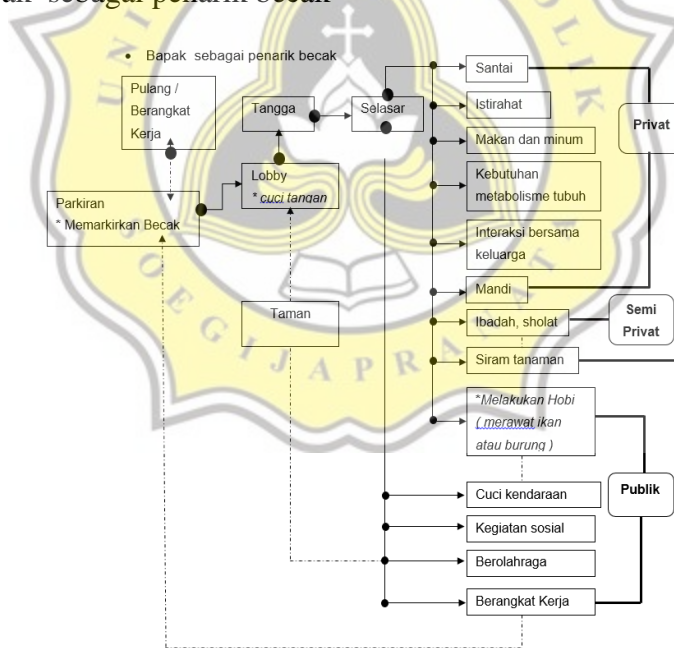 sebagai penarik becak
• Bapak sebagai penarik becak
Pulang /
Berangkat
Kerja
Tangga
Selasar
Lobby
* cuci tangan
Parkiran
* Memarkirkan Becak
Taman
Santai
Istirahat
Makan dan minum
Kebutuhan
metabolisme tubuh
Interaksi bersama
keluarga
Mandi
Ibadah, sholat
Siram tanaman
*Melakukan Hobi
( merawat ikan
atau burung )
Cuci kendaraan
Kegiatan sosial
Berolahraga
Berangkat Kerja
Privat
Semi
Privat
Publik
SOEGIJAPRANATA